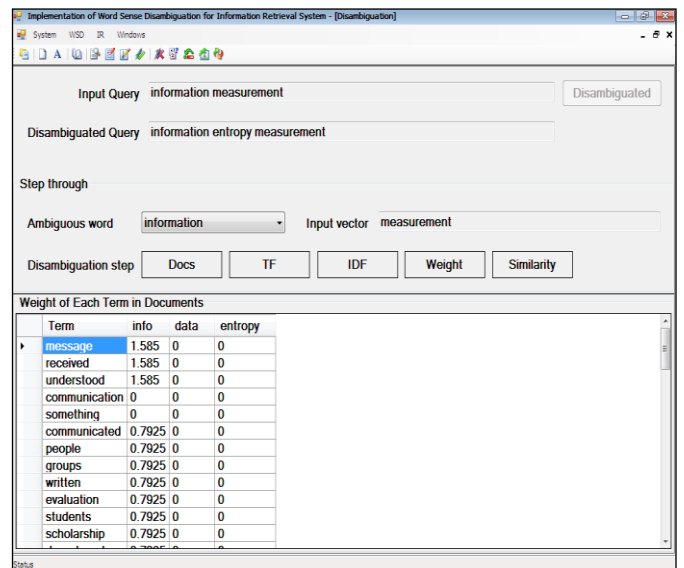 Implementation of Word Sense Disambiguation for Information Retrieval System - [Disambiguation]
System WSD IR Windows
Input Query information measurement Disambiguated
Disambiguated Query information entropy measurement
Step through
Ambiguous word information Input vector measurement
Disambiguation step Docs TF IDF Weight Similarity
Weight of Each Term in Documents
Term info data entropy
message 1.585 0 0
received 1.585 0 0
understood 1.585 0 0
communication 0 0 0
something 0 0 0
communicated 0.7925 0 0
people 0.7925 0 0
groups 0.7925 0 0
written 0.7925 0 0
evaluation 0.7925 0 0
students 0.7925 0 0
scholarship 0.7925 0 0
Status